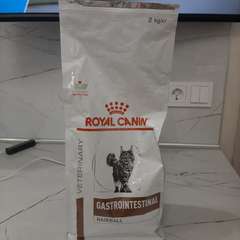 2 kg℮
ROYAL CANIN
VETERINARY
GASTROINTESTINAL
HAIRBALL